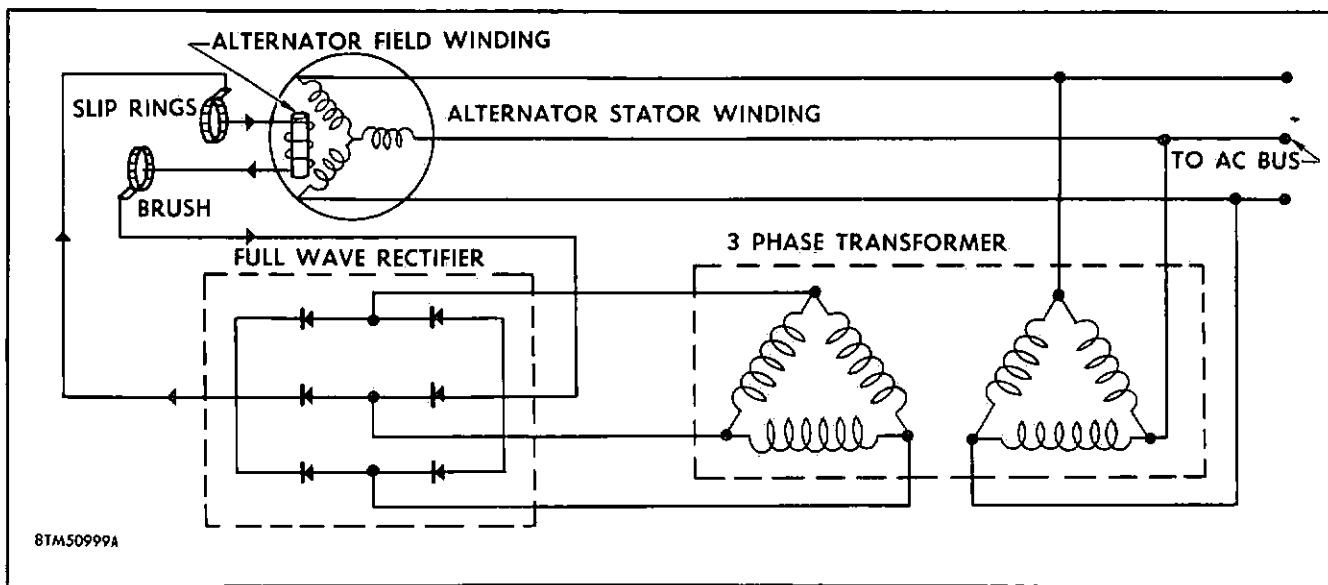 ALTERNATOR FIELD WINDING
SLIP RINGS
ALTERNATOR STATOR WINDING
TO AC BUS
BRUSH
FULL WAVE RECTIFIER
3 PHASE TRANSFORMER
8TM50999A